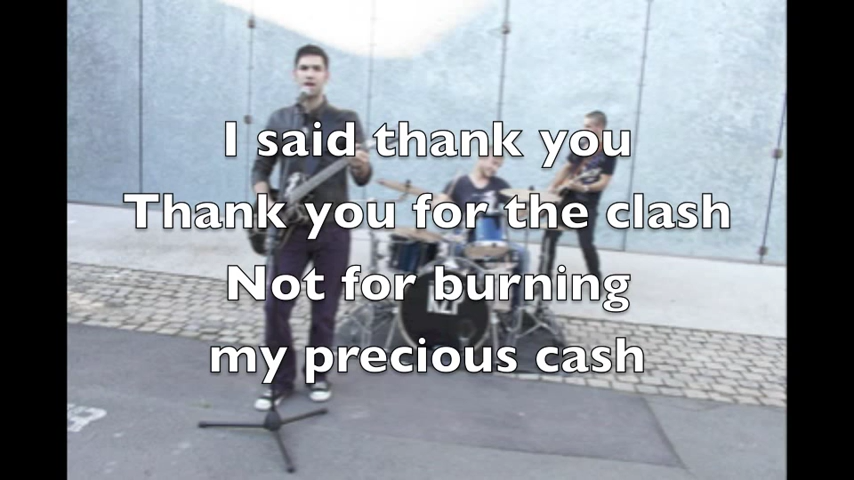 I said thank you
Thank you for the clash
Not for burning
my precious cash